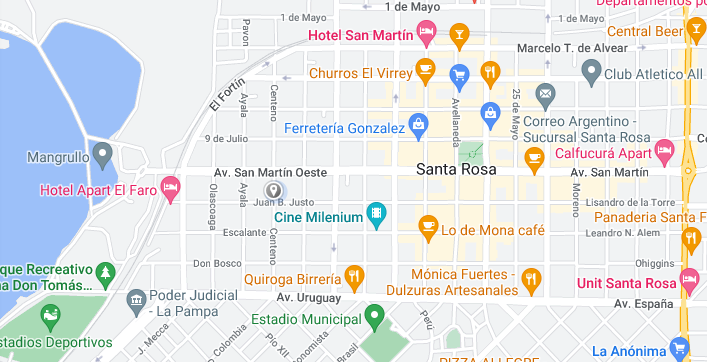 1 de Mayo
Departamentos po
1 de Mayo
1 de Mayo
Pavon
Hotel San Martín
Central Beer
Marcelo T. de Alvear
Churros El Virrey
Club Atletico All
El Fortín
Ayala
Centeno
Avellaneda
25 de Mayo
Correo Argentino -
Sucursal Santa Rosa
9 de Julio
Ferretería Gonzalez
Mangrullo
Calfucurá Apart
Av. San Martín Oeste
Santa Rosa
Av. San Martín
Hotel Apart El Faro
Olascoaga
Ayala
Juan B. Justo
Lisandro de la Torre
Moreno
Cine Milenium
Panaderia Santa F
Escalante
Centeno
Lo de Mona café
Leandro N. Alem
Don Bosco
Ohiggins
que Recreativo
na Don Tomás...
Quiroga Birrería
Mónica Fuertes -
Dulzuras Artesanales
Unit Santa Rosa
Poder Judicial
- La Pampa
Av. Uruguay
Av. España
Estadios Deportivos
Estadio Municipal
Perú
J. Mecca
Colombia
Pio XII
Economista
Brasil
PIZZA ALLEGRE
La Anónima